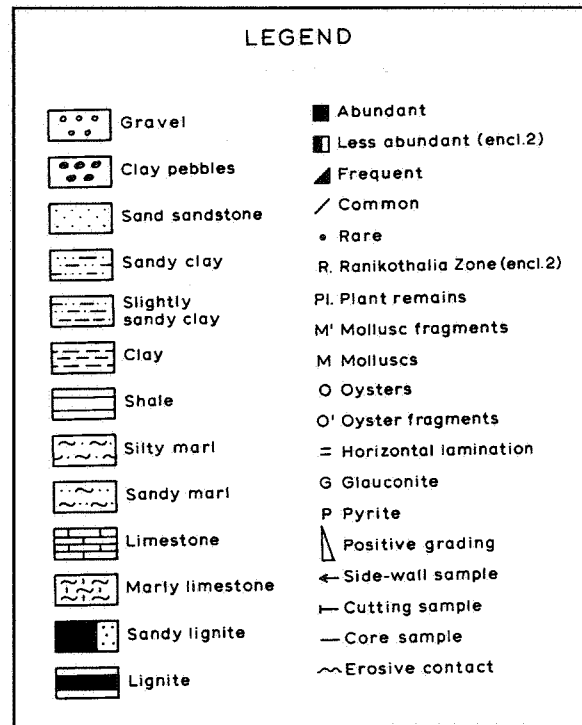 LEGEND
Gravel
Clay pebbles
Sand sandstone
Sandy clay
Slightly
sandy clay
Clay
Shale
Silty marl
Sandy marl
Limestone
Marly limestone
Sandy lignite
Lignite
Abundant
Less abundant (encl.2)
Frequent
Common
Rare
R. Ranikothalia Zone (encl.2)
Pl. Plant remains
M' Mollusc fragments
M Molluscs
O Oysters
O' Oyster fragments
= Horizontal lamination
G Glauconite
P Pyrite
Positive grading
Side-wall sample
Cutting sample
Core sample
Erosive contact